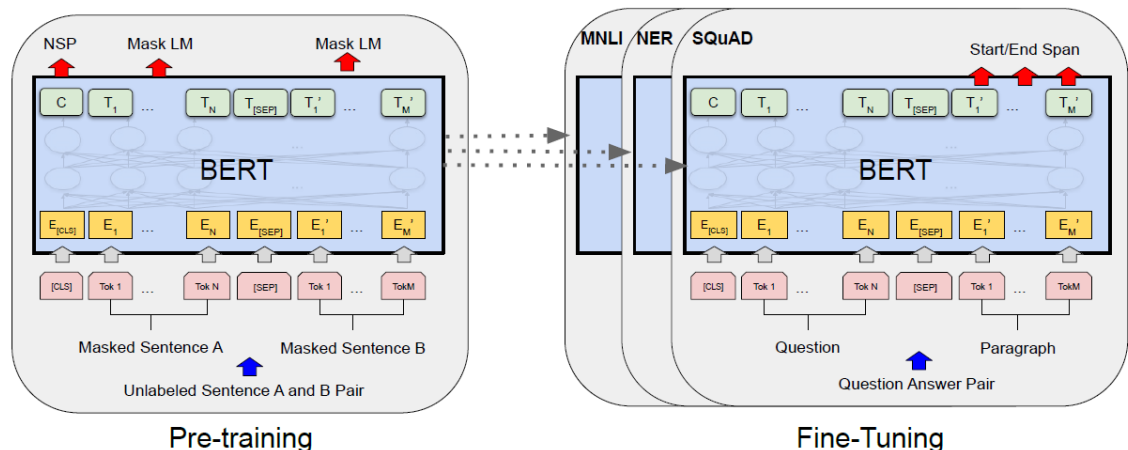 NSP Mask LM Mask LM
C T1 ... TN T[SEP] T1' ... TM'
BERT
...
...
E[CLS] E1 ... EN E[SEP] E1' ... EM'
[CLS] Tok 1 ... Tok N [SEP] Tok 1 ... TokM
Masked Sentence A Masked Sentence B
Unlabeled Sentence A and B Pair
Pre-training
MNLI NER SQuAD
Start/End Span
C T1 ... TN T[SEP] T1' ... TM'
BERT
...
...
E[CLS] E1 ... EN E[SEP] E1' ... EM'
[CLS] Tok 1 ... Tok N [SEP] Tok 1 ... TokM
Question Paragraph
Question Answer Pair
Fine-Tuning